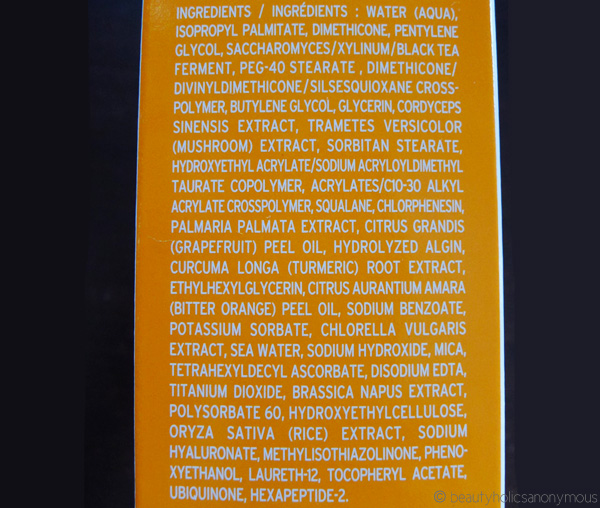 INGREDIENTS / INGRÉDIENTS : WATER (AQUA),
ISOPROPYL PALMITATE, DIMETHICONE, PENTYLENE
GLYCOL, SACCHAROMYCES/XYLINUM/BLACK TEA
FERMENT, PEG-40 STEARATE , DIMETHICONE/
DIVINYLDIMETHICONE/SILSESQUIOXANE CROSS-
POLYMER, BUTYLENE GLYCOL, GLYCERIN, CORDYCEPS
SINENSIS EXTRACT, TRAMETES VERSICOLOR
(MUSHROOM) EXTRACT, SORBITAN STEARATE,
HYDROXYETHYL ACRYLATE/SODIUM ACRYLOYLDIMETHYL
TAURATE COPOLYMER, ACRYLATES/C10-30 ALKYL
ACRYLATE CROSSPOLYMER, SQUALANE, CHLORPHENESIN,
PALMARIA PALMATA EXTRACT, CITRUS GRANDIS
(GRAPEFRUIT) PEEL OIL, HYDROLYZED ALGIN,
CURCUMA LONGA (TURMERIC) ROOT EXTRACT,
ETHYLHEXYLGLYCERIN, CITRUS AURANTIUM AMARA
(BITTER ORANGE) PEEL OIL, SODIUM BENZOATE,
POTASSIUM SORBATE, CHLORELLA VULGARIS
EXTRACT, SEA WATER, SODIUM HYDROXIDE, MICA,
TETRAHEXYLDECYL ASCORBATE, DISODIUM EDTA,
TITANIUM DIOXIDE, BRASSICA NAPUS EXTRACT,
POLYSORBATE 60, HYDROXYETHYLCELLULOSE,
ORYZA SATIVA (RICE) EXTRACT, SODIUM
HYALURONATE, METHYLISOTHIAZOLINONE, PHENO-
XYETHANOL, LAURETH-12, TOCOPHERYL ACETATE,
UBIQUINONE, HEXAPEPTIDE-2.
© beautyholicsanonymous